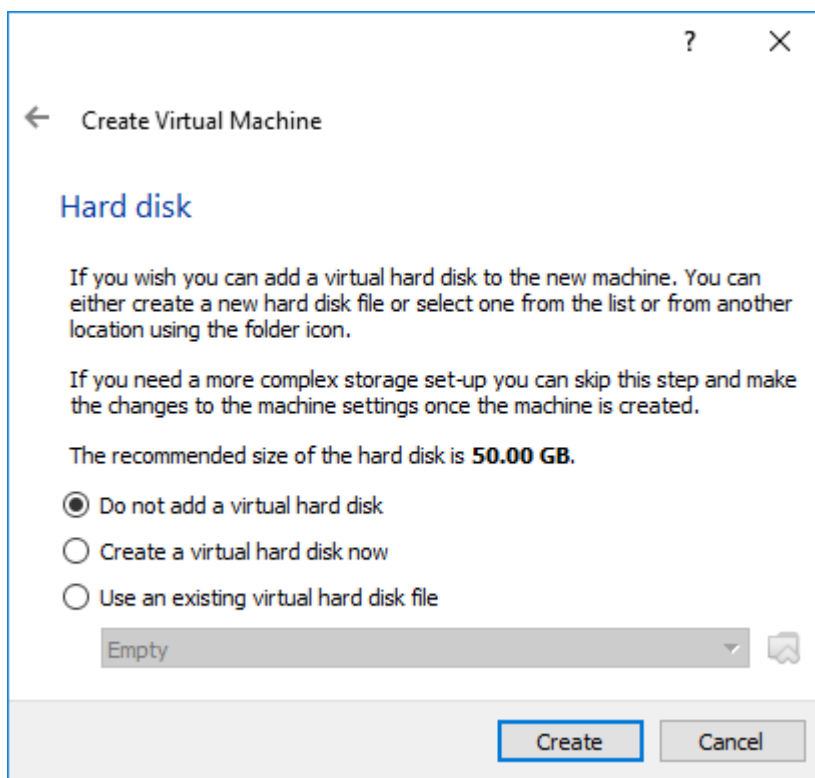 ?
Create Virtual Machine
Hard disk
If you wish you can add a virtual hard disk to the new machine. You can
either create a new hard disk file or select one from the list or from another
location using the folder icon.
If you need a more complex storage set-up you can skip this step and make
the changes to the machine settings once the machine is created.
The recommended size of the hard disk is 50.00 GB.
Do not add a virtual hard disk
Create a virtual hard disk now
Use an existing virtual hard disk file
Empty
Create Cancel